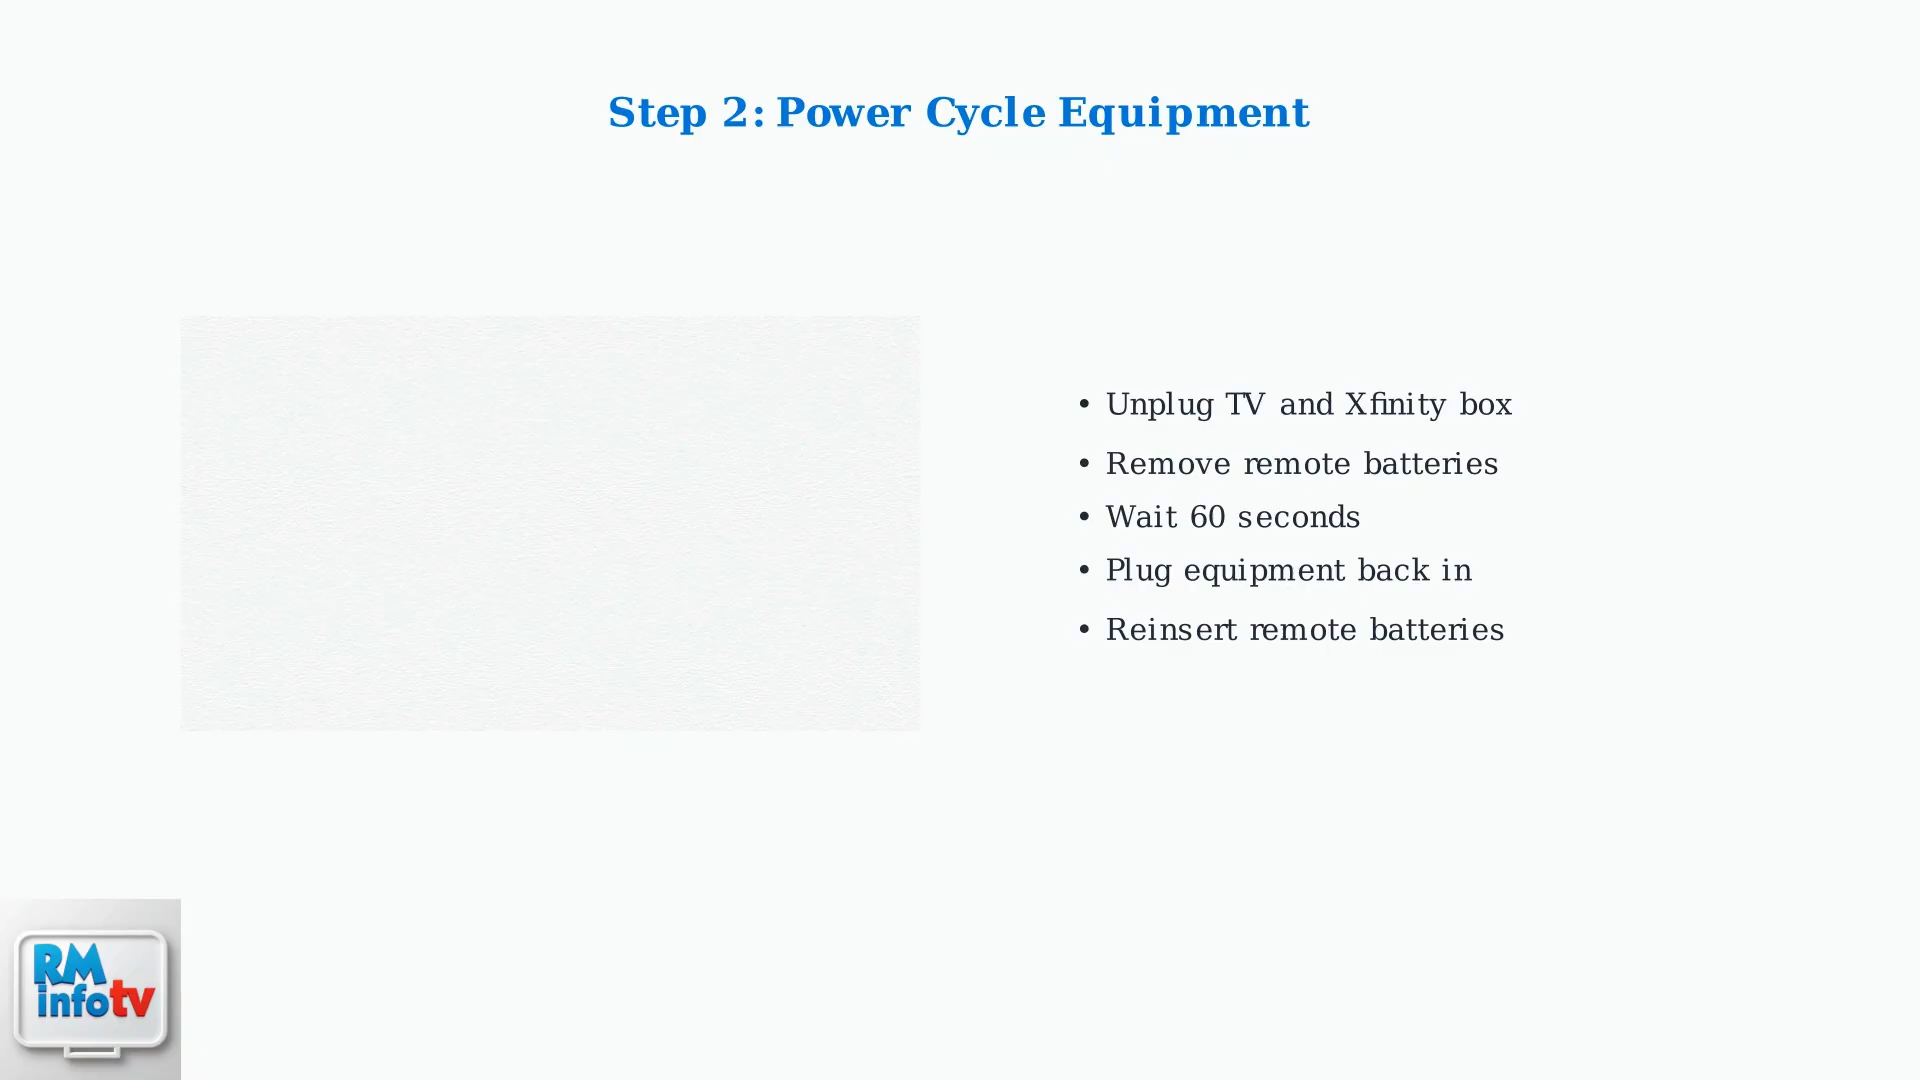 Step 2: Power Cycle Equipment
• Unplug TV and Xfinity box
• Remove remote batteries
• Wait 60 seconds
• Plug equipment back in
• Reinsert remote batteries
RM
infotv